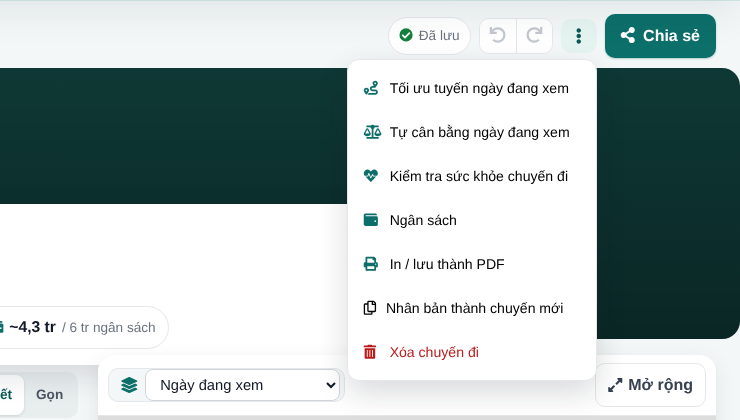 Đã lưu
Chia sẻ
Tối ưu tuyến ngày đang xem
Tự cân bằng ngày đang xem
Kiểm tra sức khỏe chuyến đi
Ngân sách
In / lưu thành PDF
Nhân bản thành chuyến mới
Xóa chuyến đi
~4,3 tr / 6 tr ngân sách
Gọn
Ngày đang xem
Mở rộng